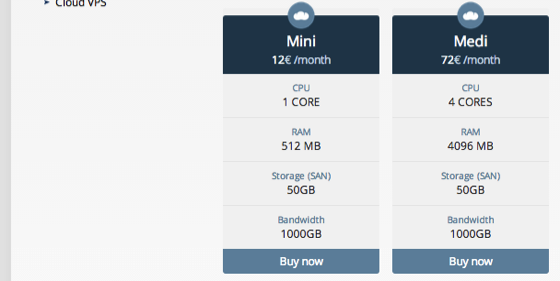 Cloud VPS
Mini
12€ /month
CPU
1 CORE
RAM
512 MB
Storage (SAN)
50GB
Bandwidth
1000GB
Buy now
Medi
72€ /month
CPU
4 CORES
RAM
4096 MB
Storage (SAN)
50GB
Bandwidth
1000GB
Buy now